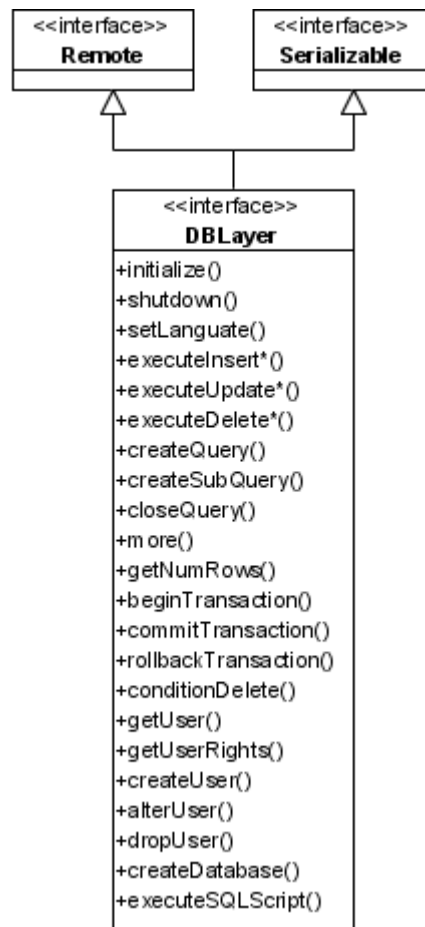 <<interface>>
Remote
<<interface>>
Serializable
<<interface>>
DBLayer
+initialize()
+shutdown()
+setLanguate()
+executeInsert*()
+executeUpdate*()
+executeDelete*()
+createQuery()
+createSubQuery()
+closeQuery()
+more()
+getNumRows()
+beginTransaction()
+commitTransaction()
+rollbackTransaction()
+conditionDelete()
+getUser()
+getUserRights()
+createUser()
+alterUser()
+dropUser()
+createDatabase()
+executeSQLScript()